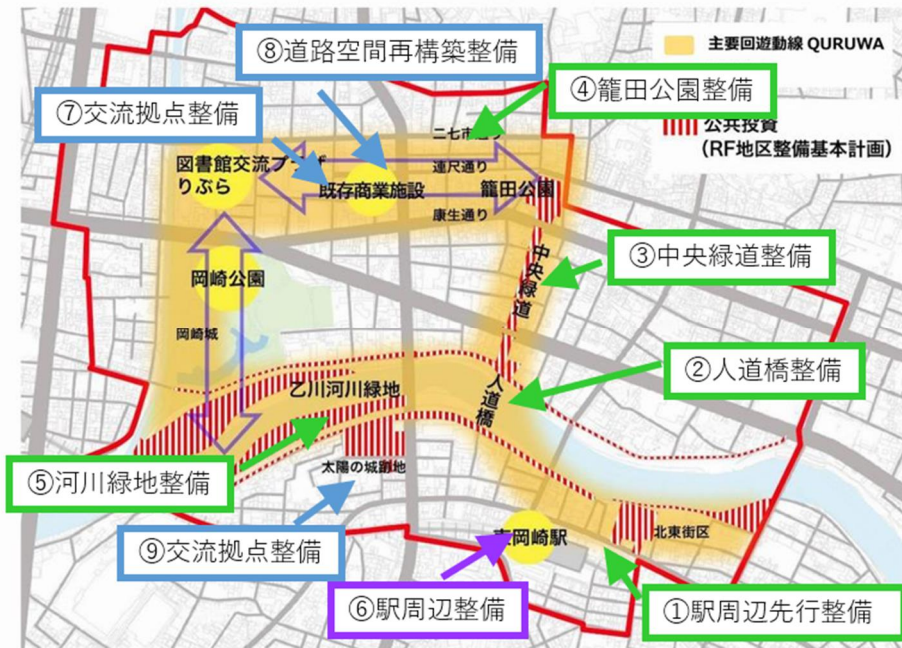 ⑧道路空間再構築整備
主要回遊動線 QURUWA
⑦交流拠点整備
④籠田公園整備
公共投資
（RF地区整備基本計画）
二七市
連尺通り
図書館交流プラザ
りぶら
既存商業施設
籠田公園
康生通り
中央緑道
③中央緑道整備
岡崎公園
岡崎城
②人道橋整備
乙川河川緑地
人道橋
⑤河川緑地整備
太陽の城跡地
⑨交流拠点整備
東岡崎駅
北東街区
⑥駅周辺整備
①駅周辺先行整備